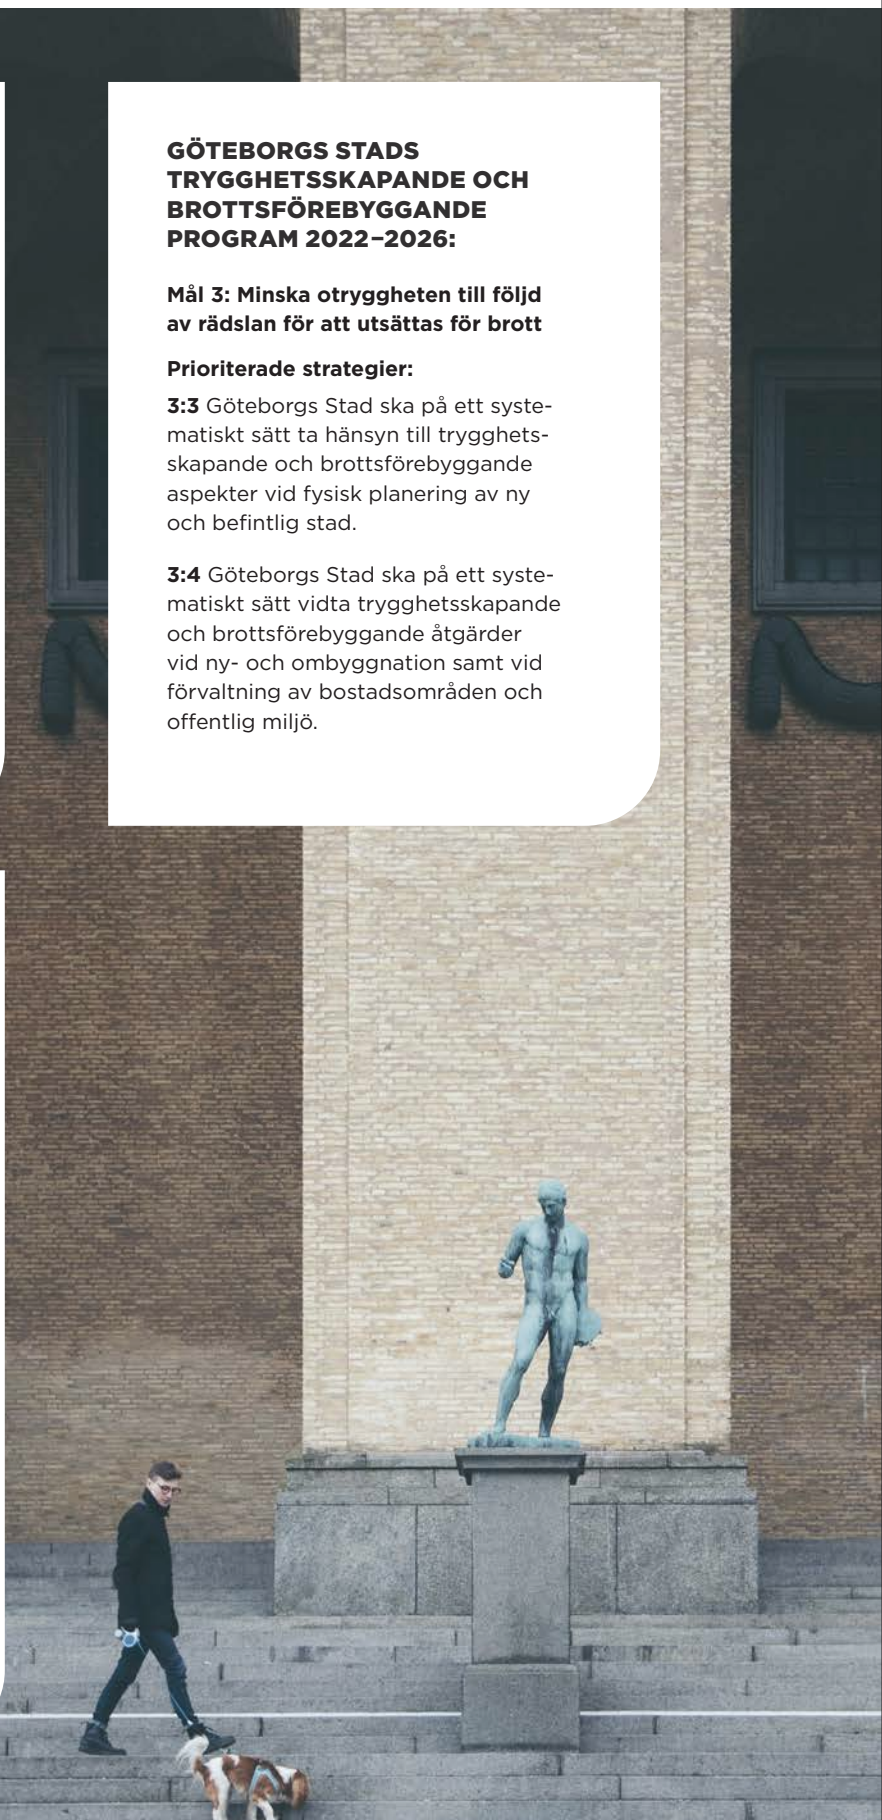 GÖTEBORGS STADS
TRYGGHETSSKAPANDE OCH
BROTTSFÖREBYGGANDE
PROGRAM 2022–2026:
Mål 3: Minska otryggheten till följd
av rädslan för att utsättas för brott
Prioriterade strategier:
3:3 Göteborgs Stad ska på ett syste-
matiskt sätt ta hänsyn till trygghets-
skapande och brottsförebyggande
aspekter vid fysisk planering av ny
och befintlig stad.
3:4 Göteborgs Stad ska på ett syste-
matiskt sätt vidta trygghetsskapande
och brottsförebyggande åtgärder
vid ny- och ombyggnation samt vid
förvaltning av bostadsområden och
offentlig miljö.